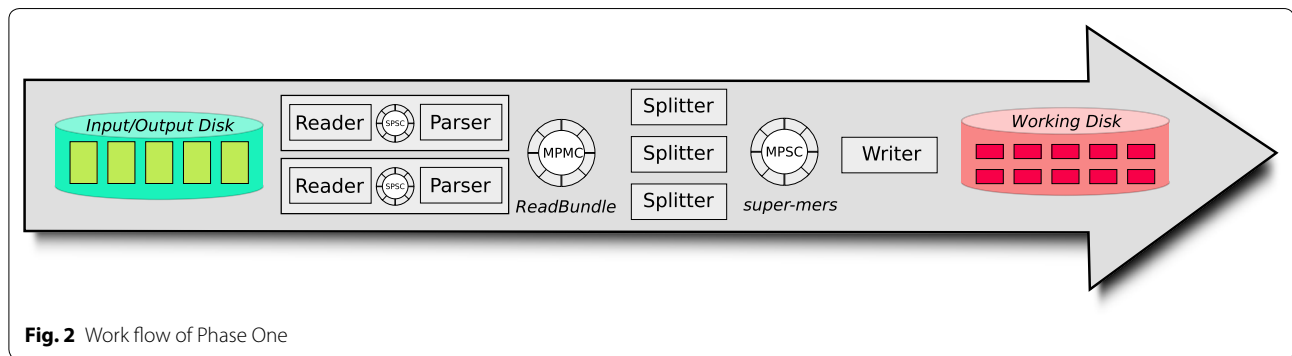 Input/Output Disk
Reader SPSC Parser
Reader SPSC Parser
MPMC
ReadBundle
Splitter
Splitter
Splitter
MPSC
super-mers
Writer
Working Disk
Fig. 2 Work flow of Phase One